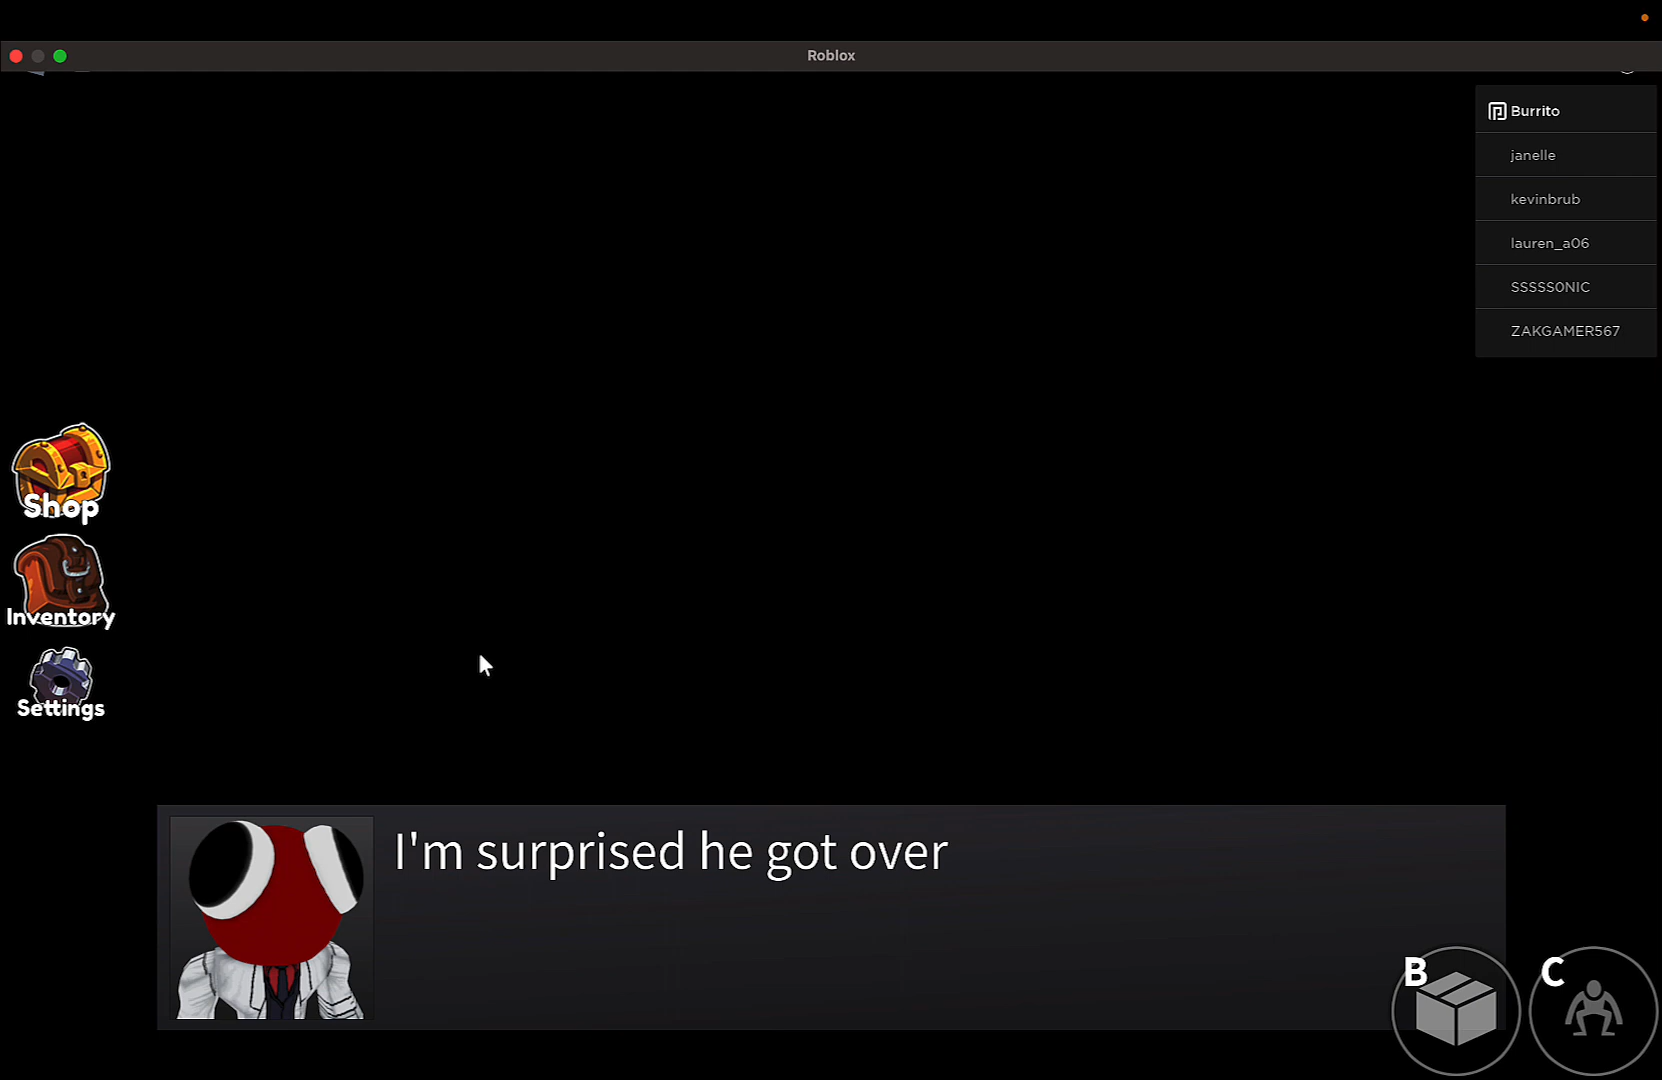 Roblox
Burrito
janelle
kevinbrub
lauren_a06
SSSSS0NIC
ZAKGAMER567
Shop
Inventory
Settings
I'm surprised he got over
B
C